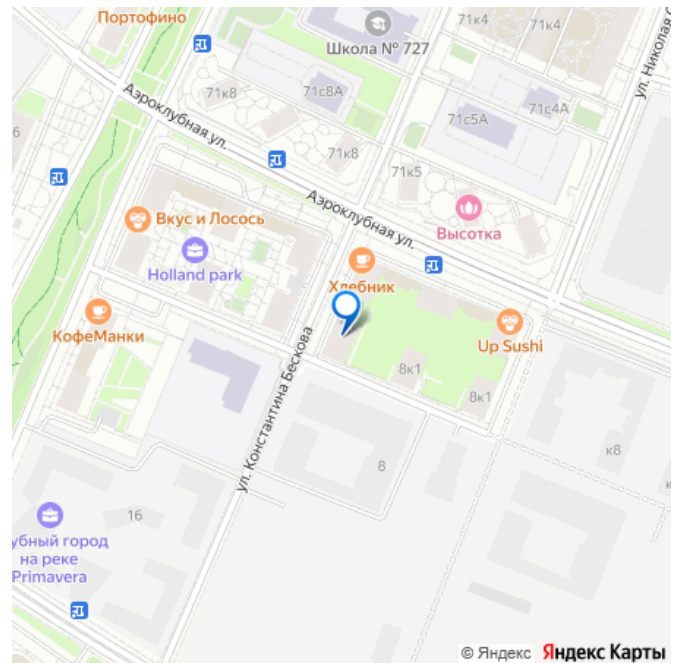 Портофино
71к4
71к4
Школа № 727
ул. Николая С
Аэроклубная ул.
71к8
71с8А
71с5А
71с4А
6
71к8
71к5
Аэроклубная ул.
Вкус и Лосось
Высотка
Holland park
Хлебник
КофеМанки
Up Sushi
ул. Константина Бескова
8к1
8к1
8
к8
16
убный город
на реке
Primavera
© Яндекс Яндекс Карты